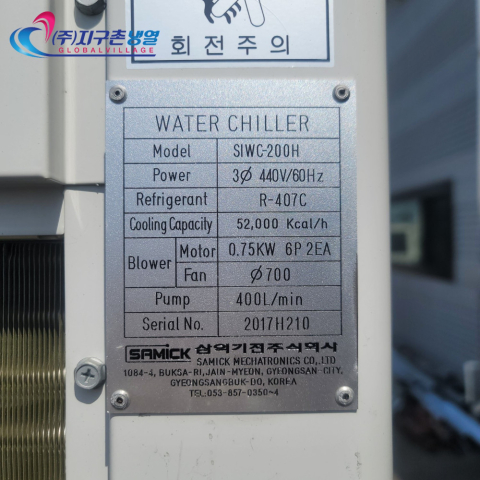 (주)지구촌냉열
GLOBALVILLAGE
회전주의
WATER CHILLER
Model SIWC-200H
Power 3Ø 440V/60Hz
Refrigerant R-407C
Cooling Capacity 52,000 Kcal/h
Blower Motor 0.75KW 6P 2EA
Fan Ø700
Pump 400L/min
Serial No. 2017H210
SAMICK 삼익기전주식회사
SAMICK MECHATRONICS CO.,LTD
1084-4, BUKSA-RI,JAIN-MYEON, GYEONGSAN-CITY,
GYEONGSANGBUK-DO, KOREA
TEL:053-857-0350~4